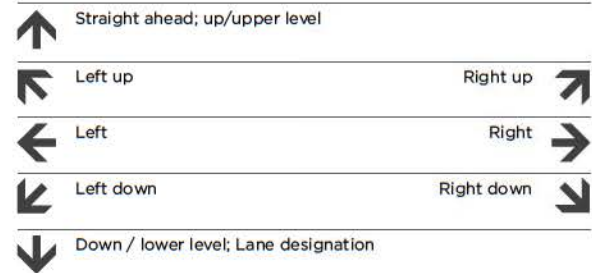 Straight ahead; up/upper level
Left up
Right up
Left
Right
Left down
Right down
Down / lower level; Lane designation